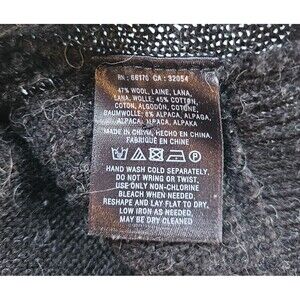 RN : 66170 CA : 32054
47% WOOL, LAINE, LANA,
LANA, WOLLE; 45% COTTON,
COTON, ALGODÓN, COTONE,
BAUMWOLLE; 8% ALPACA, ALPAGA,
ALPACA, ALPACA, ALPAKA
MADE IN CHINA, HECHO EN CHINA
FABRIQUÉ EN CHINE
HAND WASH COLD SEPARATELY,
DO NOT WRING OR TWIST.
USE ONLY NON-CHLORINE
BLEACH WHEN NEEDED.
RESHAPE AND LAY FLAT TO DRY,
LOW IRON AS NEEDED,
MAY BE DRY CLEANED